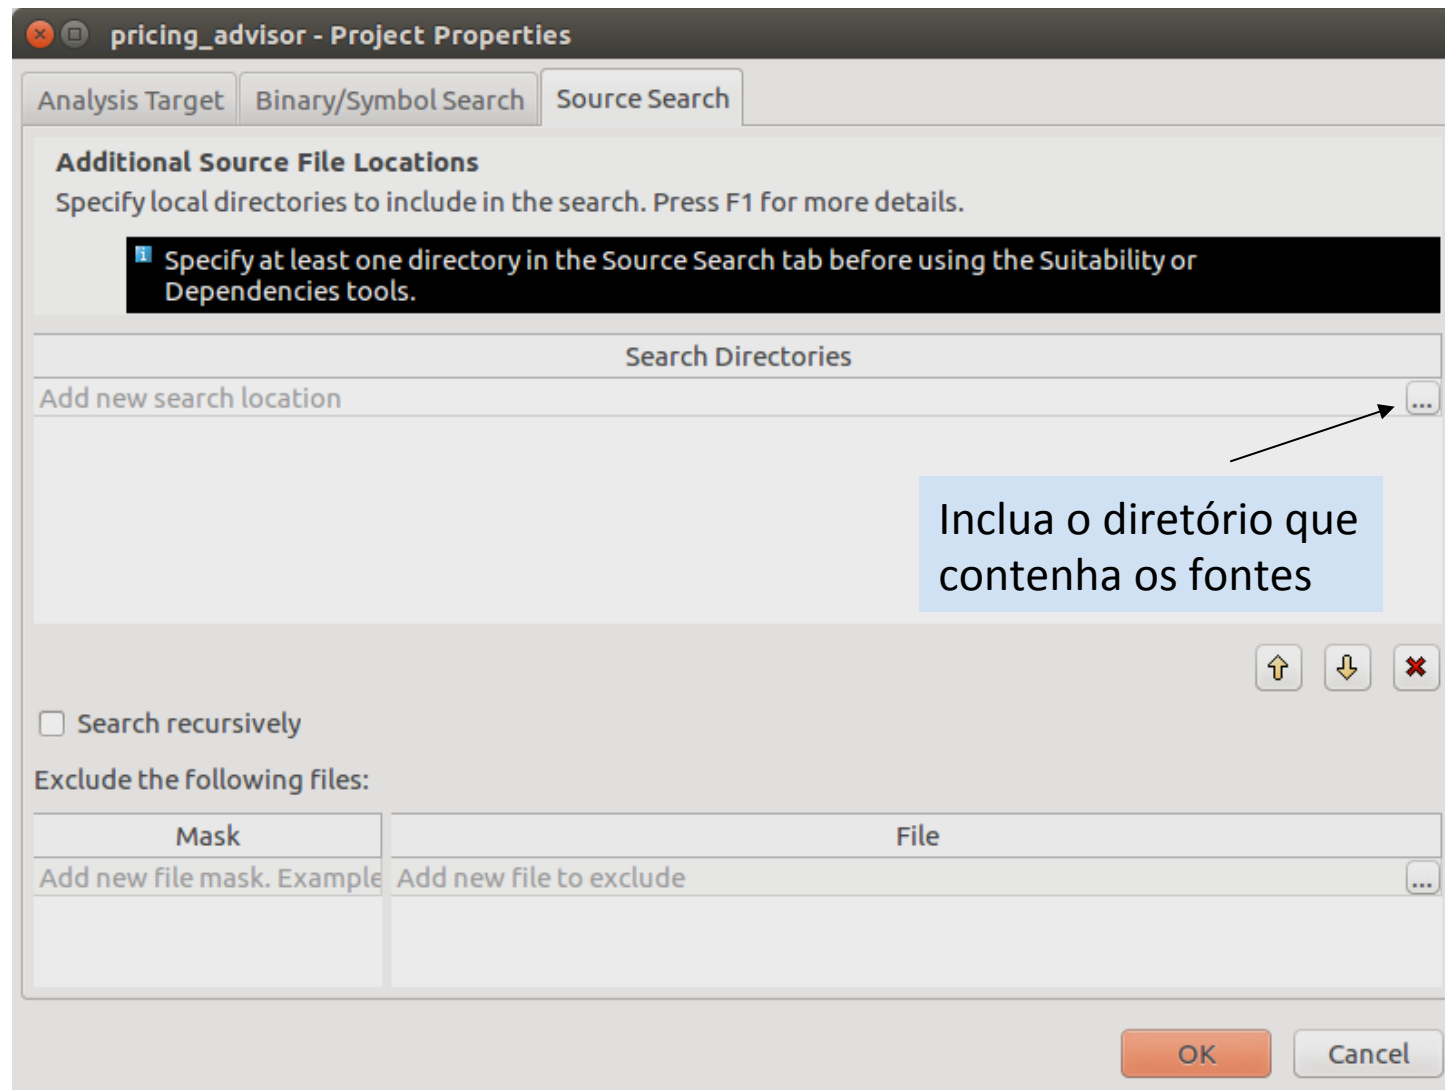 pricing_advisor - Project Properties
Analysis Target Binary/Symbol Search Source Search
Additional Source File Locations
Specify local directories to include in the search. Press F1 for more details.
Specify at least one directory in the Source Search tab before using the Suitability or
Dependencies tools.
Search Directories
Add new search location ...
Inclua o diretório que
contenha os fontes
Search recursively
Exclude the following files:
Mask File
Add new file mask. Example Add new file to exclude ...
OK Cancel